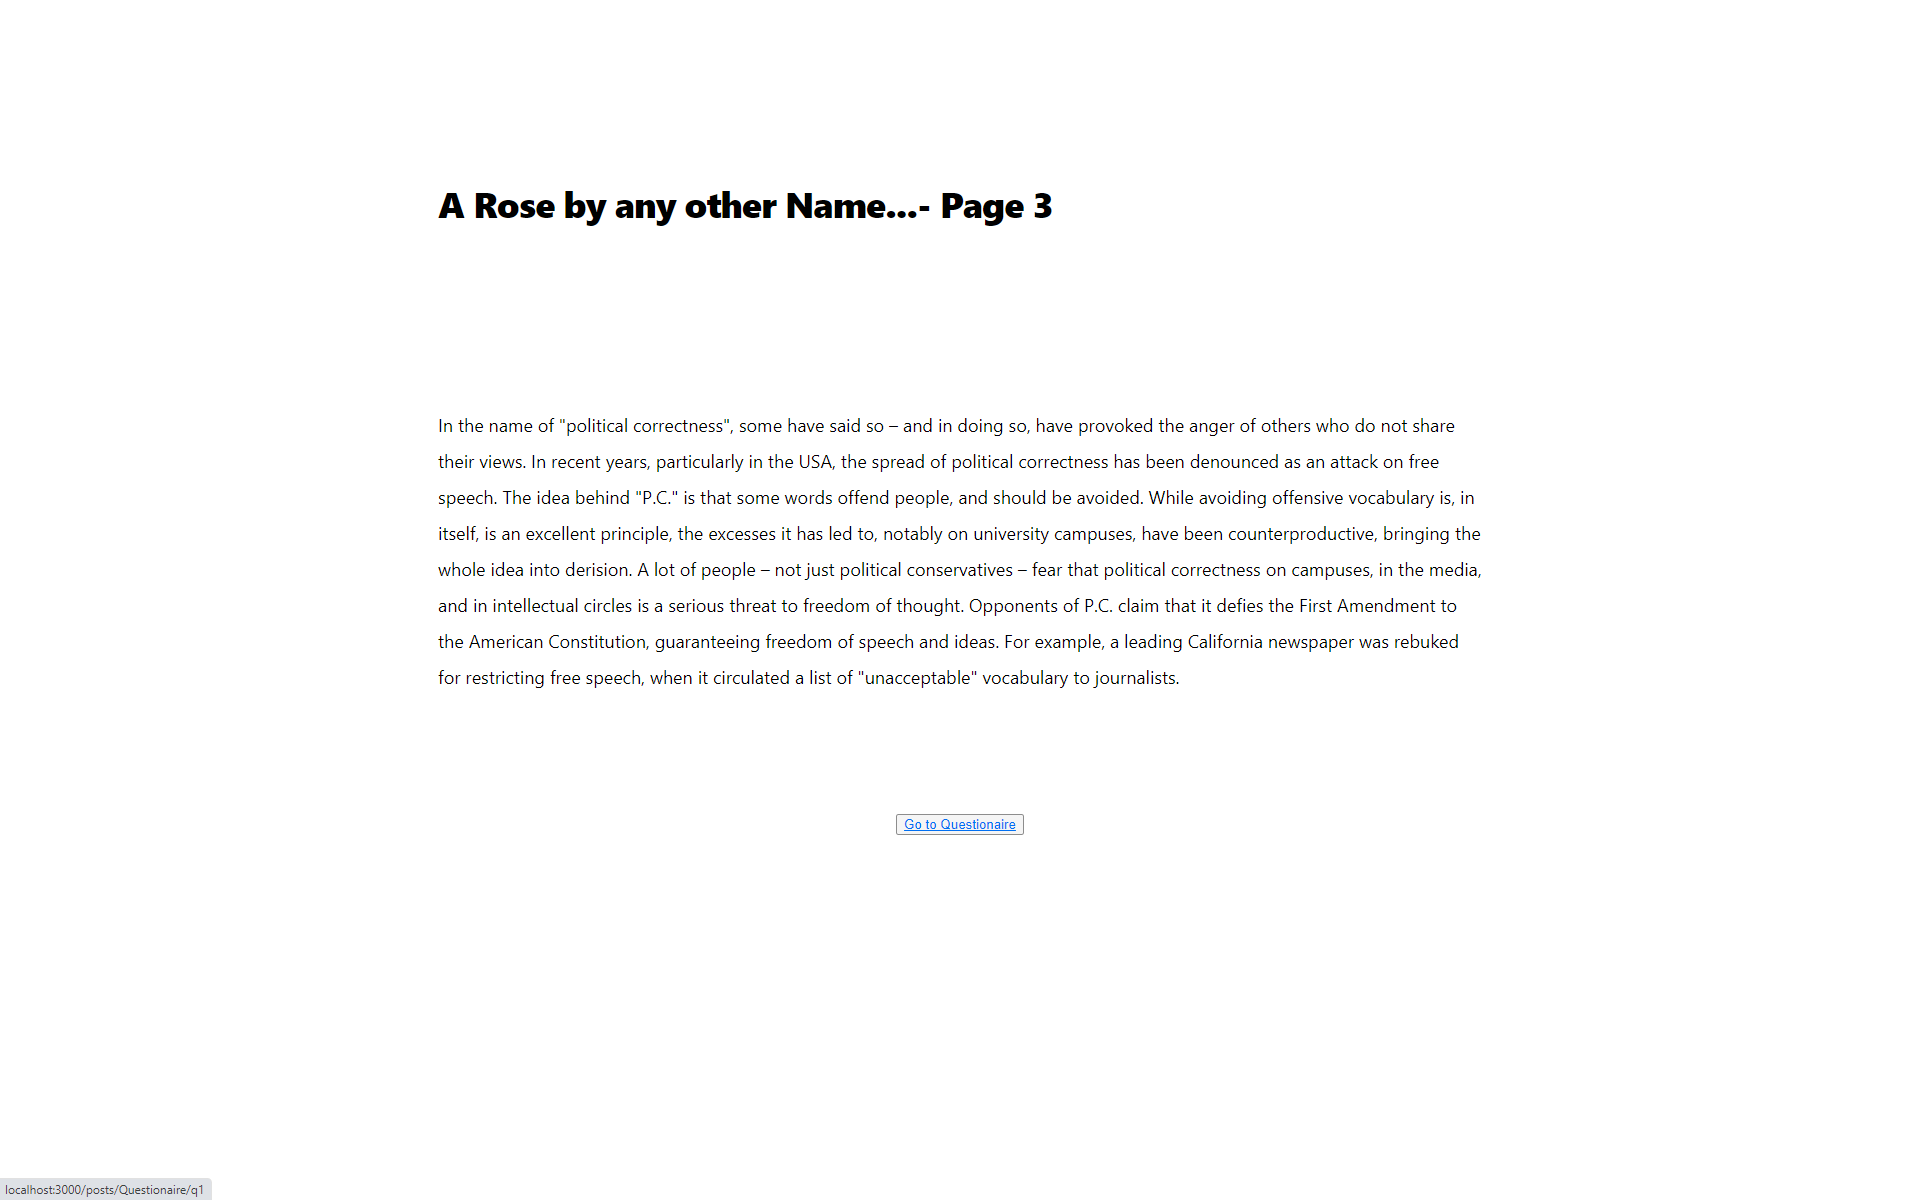 A Rose by any other Name...- Page 3
In the name of "political correctness", some have said so – and in doing so, have provoked the anger of others who do not share
their views. In recent years, particularly in the USA, the spread of political correctness has been denounced as an attack on free
speech. The idea behind "P.C." is that some words offend people, and should be avoided. While avoiding offensive vocabulary is, in
itself, is an excellent principle, the excesses it has led to, notably on university campuses, have been counterproductive, bringing the
whole idea into derision. A lot of people – not just political conservatives – fear that political correctness on campuses, in the media,
and in intellectual circles is a serious threat to freedom of thought. Opponents of P.C. claim that it defies the First Amendment to
the American Constitution, guaranteeing freedom of speech and ideas. For example, a leading California newspaper was rebuked
for restricting free speech, when it circulated a list of "unacceptable" vocabulary to journalists.
Go to Questionaire
localhost:3000/posts/Questionaire/q1